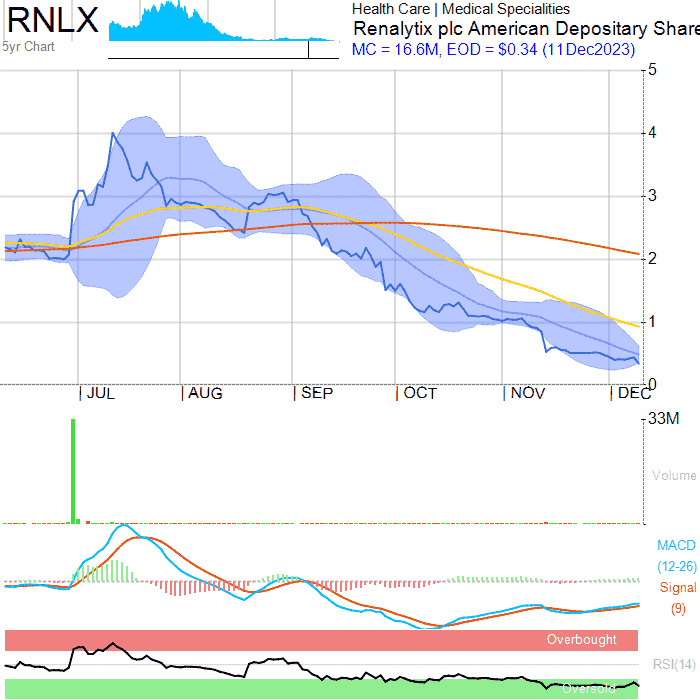 RNLX
5yr Chart
Health Care | Medical Specialities
Renalytix plc American Depositary Share
MC = 16.6M, EOD = $0.34 (11Dec2023)
5
4
3
2
1
0
JUL
AUG
SEP
OCT
NOV
DEC
33M
Volume
MACD
(12-26)
Signal
(9)
Overbought
RSI(14)
Oversold